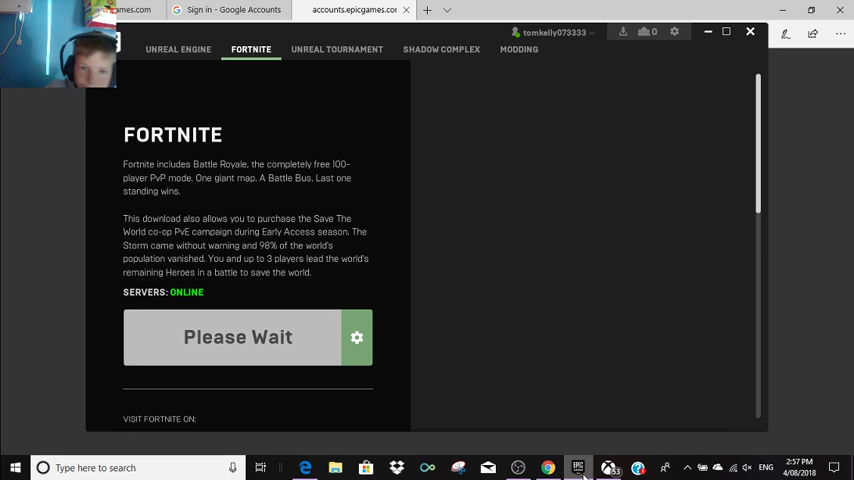 games.com
Sign in - Google Accounts
accounts.epicgames.com
tomkelly073333
0
UNREAL ENGINE
FORTNITE
UNREAL TOURNAMENT
SHADOW COMPLEX
MODDING
FORTNITE
Fortnite includes Battle Royale, the completely free 100-
player PvP mode. One giant map. A Battle Bus. Last one
standing wins.
This download also allows you to purchase the Save The
World co-op PvE campaign during Early Access season. The
Storm came without warning and 98% of the world's
population vanished. You and up to 3 players lead the world's
remaining Heroes in a battle to save the world.
SERVERS: ONLINE
Please Wait
VISIT FORTNITE ON:
Type here to search
EPIC
53
ENG
2:57 PM
4/08/2018